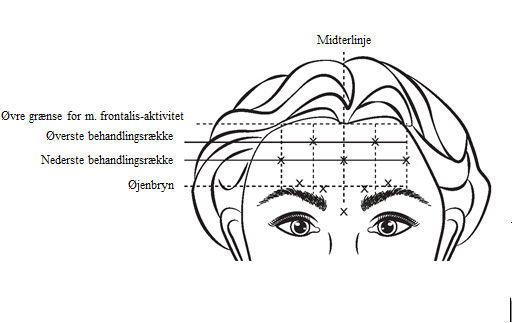 Midterlinje
Øvre grænse for m. frontalis-aktivitet
Øverste behandlingsrække
Nederste behandlingsrække
Øjenbryn